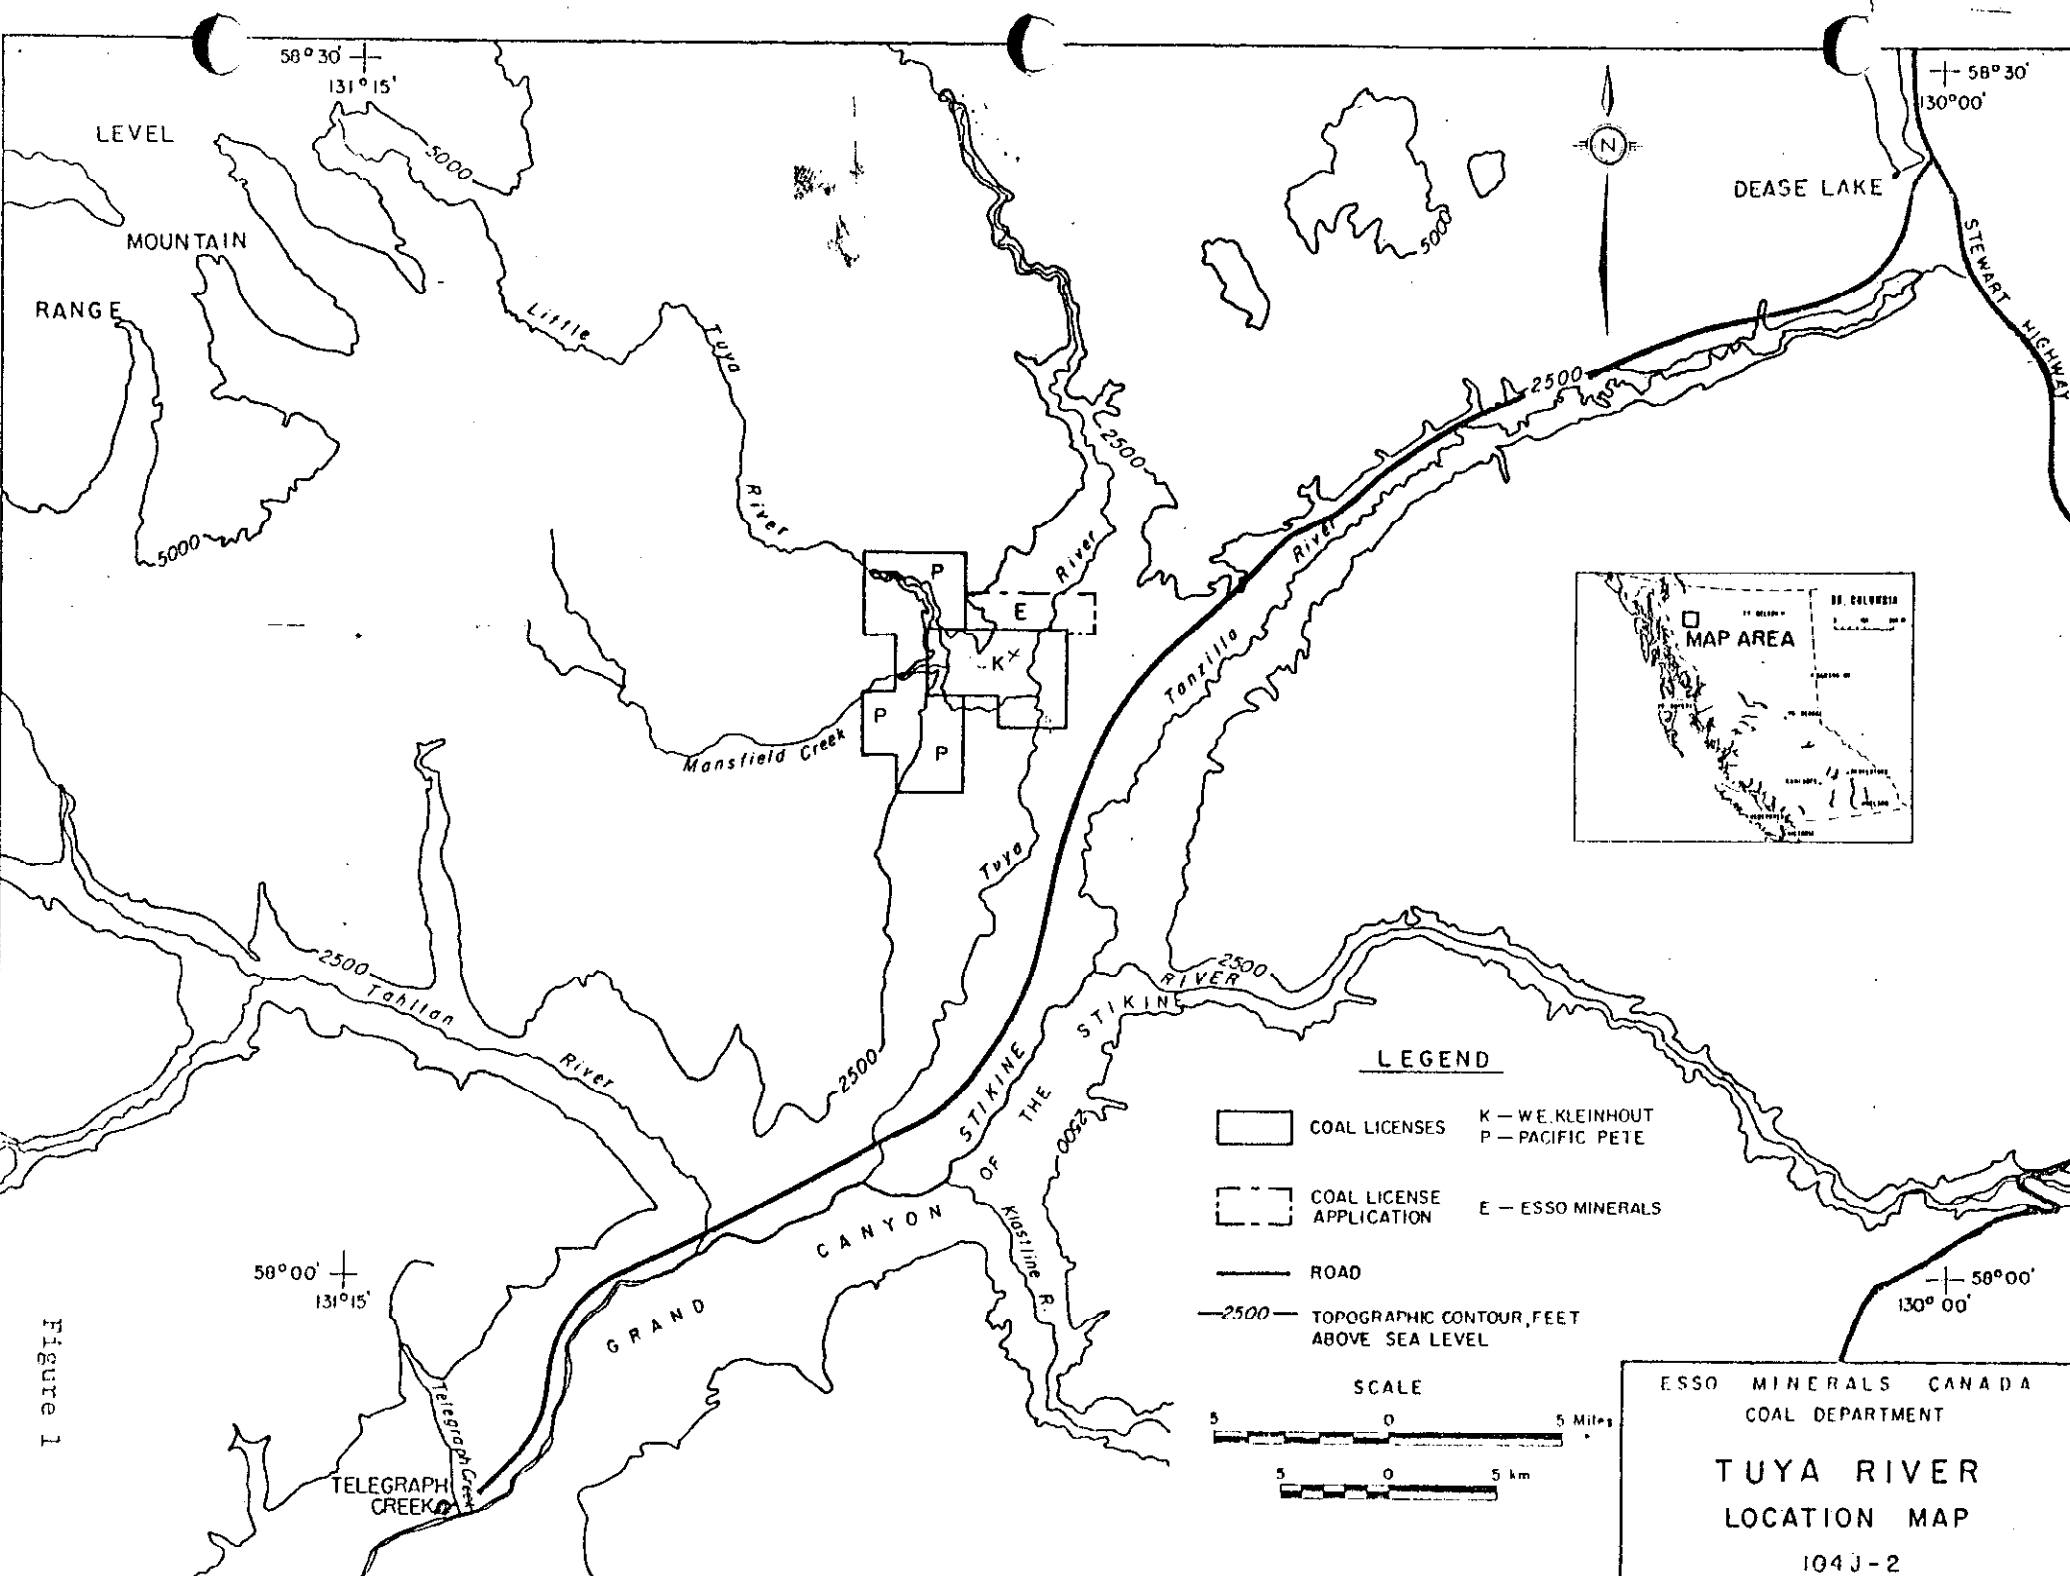 58°30'
131°15'
58°30'
130°00'
LEVEL
MOUNTAIN
RANGE
5000
5000
5000
N
DEASE LAKE
STEWART HIGHWAY
Little Tuya River
2500
2500
River
River
Tanzilla
P
E
K
P
P
Mansfield Creek
Tuya
BR. COLUMBIA
MAP AREA
2500
Tahltan River
2500
2500
RIVER
STIKINE
STIKINE
THE
OF
CANYON
GRAND
2500
Klastline R.
58°00'
131°15'
Telegraph Creek
TELEGRAPH
CREEK
LEGEND
COAL LICENSES
K — W.E. KLEINHOUT
P — PACIFIC PETE
COAL LICENSE
APPLICATION
E — ESSO MINERALS
ROAD
2500
TOPOGRAPHIC CONTOUR, FEET
ABOVE SEA LEVEL
SCALE
5 0 5 Miles
5 0 5 km
58°00'
130°00'
ESSO MINERALS CANADA
COAL DEPARTMENT
TUYA RIVER
LOCATION MAP
104J-2
Figure 1